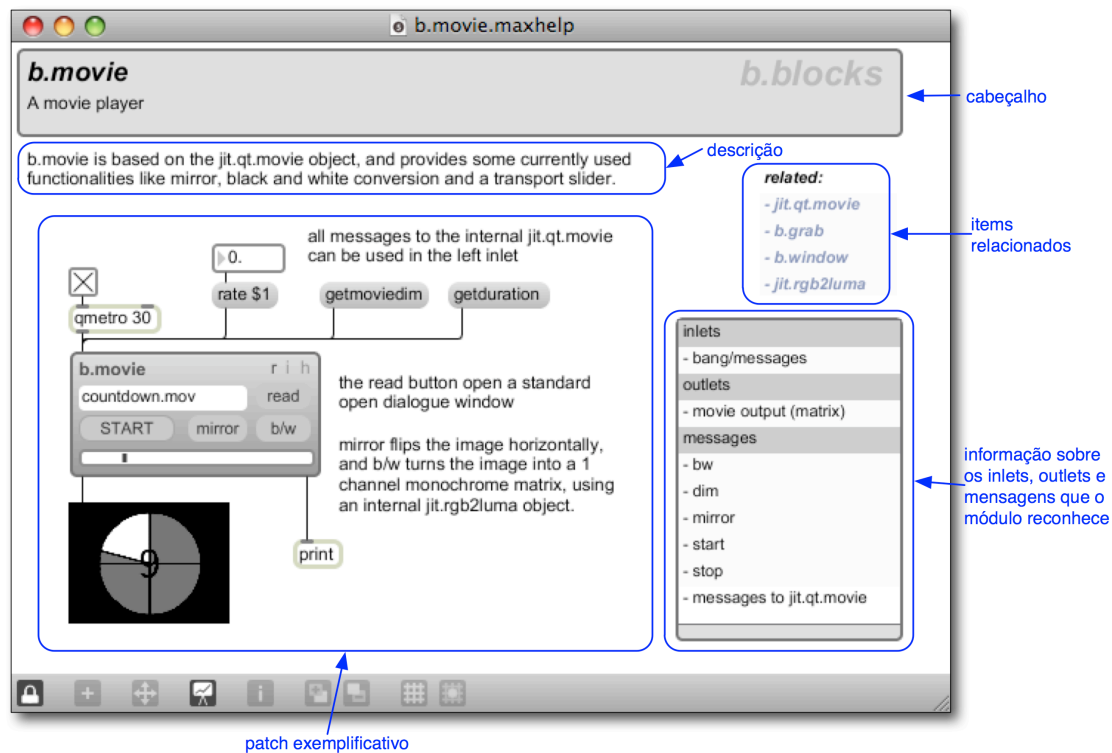 b.movie.maxhelp
b.movie
b.blocks
A movie player
cabeçalho
b.movie is based on the jit.qt.movie object, and provides some currently used
functionalities like mirror, black and white conversion and a transport slider.
descrição
related:
- jit.qt.movie
- b.grab
- b.window
- jit.rgb2luma
items
relacionados
all messages to the internal jit.qt.movie
can be used in the left inlet
0.
rate $1
getmoviedim
getduration
qmetro 30
b.movie
r i h
countdown.mov
read
START
mirror
b/w
the read button open a standard
open dialogue window
mirror flips the image horizontally,
and b/w turns the image into a 1
channel monochrome matrix, using
an internal jit.rgb2luma object.
9
print
inlets
- bang/messages
outlets
- movie output (matrix)
messages
- bw
- dim
- mirror
- start
- stop
- messages to jit.qt.movie
informação sobre
os inlets, outlets e
mensagens que o
módulo reconhece
patch exemplificativo